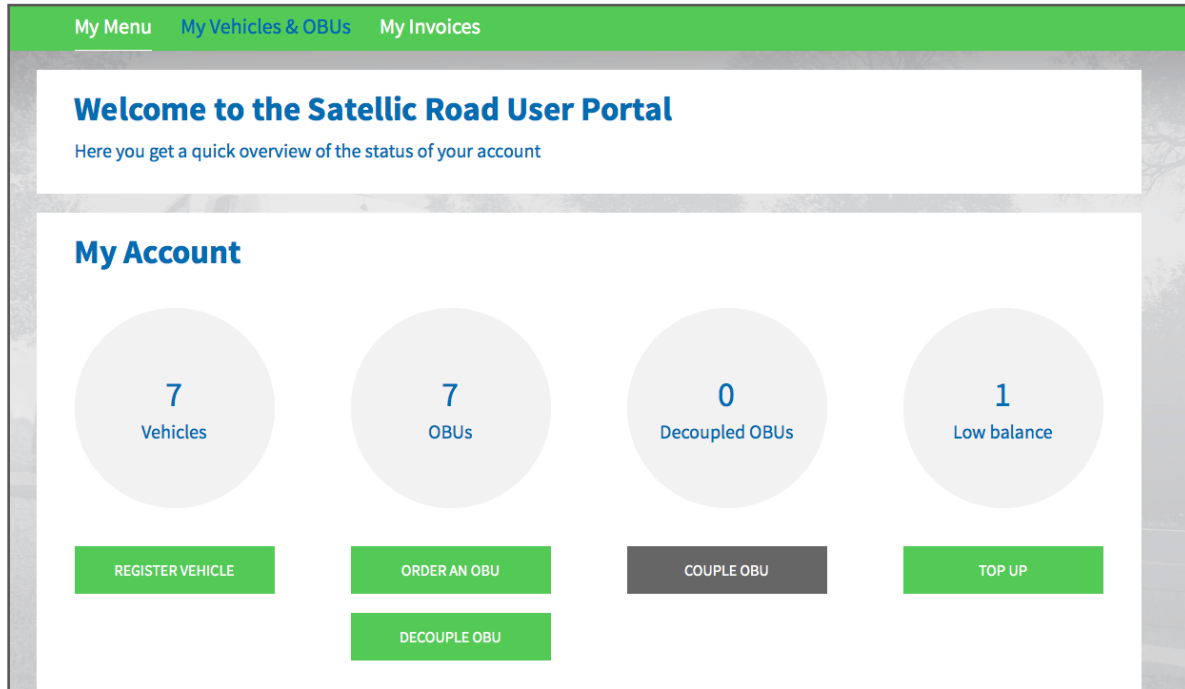 My Menu My Vehicles & OBUs My Invoices
Welcome to the Satellic Road User Portal
Here you get a quick overview of the status of your account
My Account
7 7 0 1
Vehicles OBUs Decoupled OBUs Low balance
REGISTER VEHICLE ORDER AN OBU COUPLE OBU TOP UP
DECOUPLE OBU